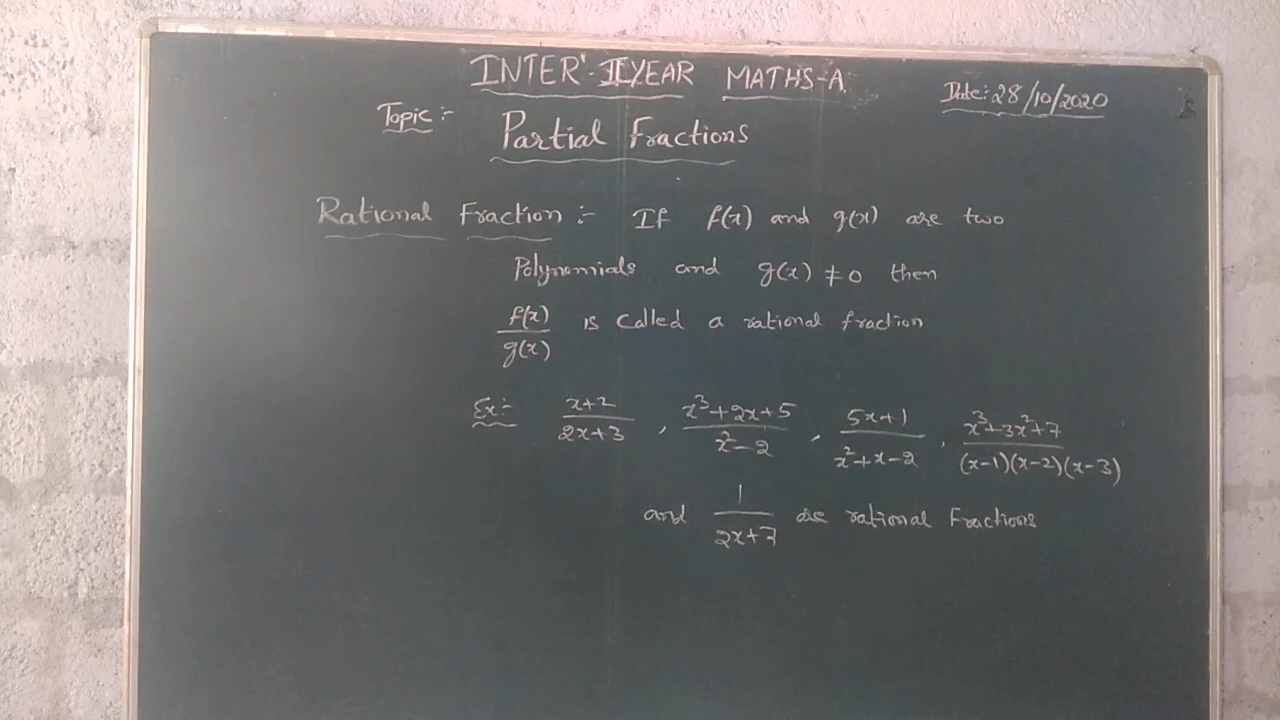 INTER'-II YEAR MATHS-A
Date:28/10/2020
Topic:-
Partial Fractions
Rational Fraction:- If f(x) and g(x) are two
Polynomials and g(x) ≠ 0 then
f(x)/g(x) is called a rational fraction
Ex:- x+2/2x+3, x³+2x+5/x²-2, 5x+1/x²+x-2, x³+3x²+7/(x-1)(x-2)(x-3)
and 1/2x+7 are rational Fractions